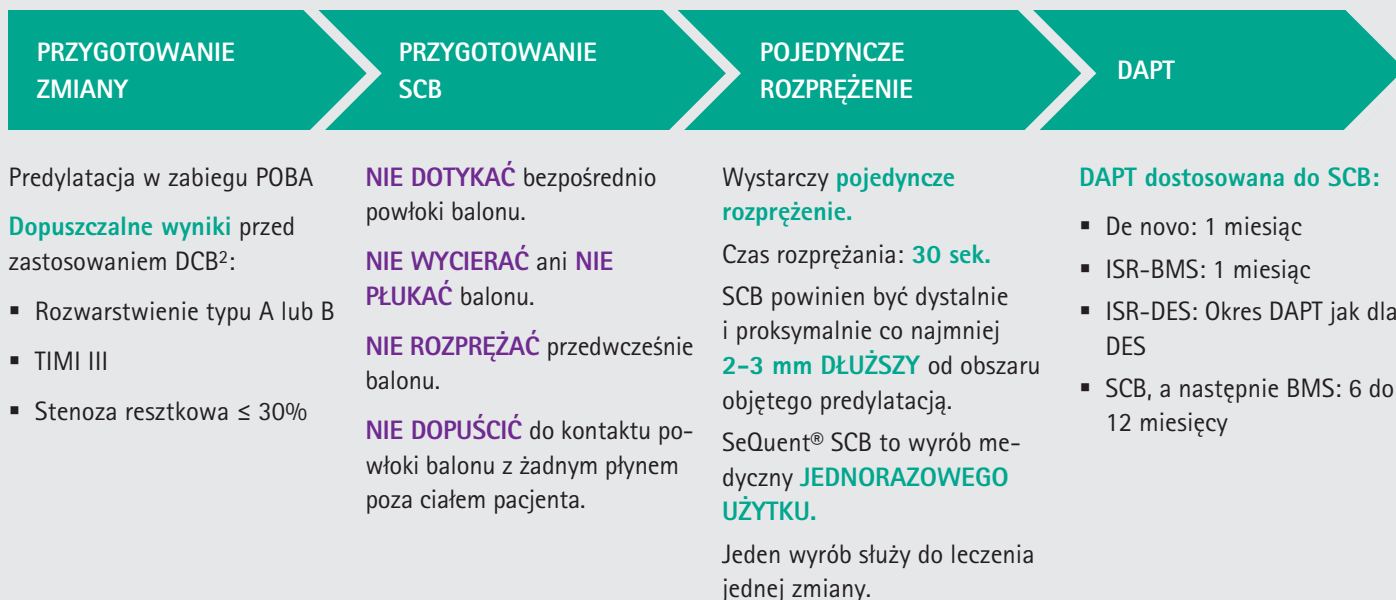 PRZYGOTOWANIE
ZMIANY
PRZYGOTOWANIE
SCB
POJEDYNCZE
ROZPRĘŻENIE
DAPT
Predylatacja w zabiegu POBA
Dopuszczalne wyniki przed
zastosowaniem DCB²:
▪ Rozwarstwienie typu A lub B
▪ TIMI III
▪ Stenoza resztkowa ≤ 30%
NIE DOTYKAĆ bezpośrednio
powłoki balonu.
NIE WYCIERAĆ ani NIE
PŁUKAĆ balonu.
NIE ROZPRĘŻAĆ przedwcześnie
balonu.
NIE DOPUŚCIĆ do kontaktu po-
włoki balonu z żadnym płynem
poza ciałem pacjenta.
Wystarczy pojedyncze
rozprężenie.
Czas rozprężania: 30 sek.
SCB powinien być dystalnie
i proksymalnie co najmniej
2-3 mm DŁUŻSZY od obszaru
objętego predylatacją.
SeQuent® SCB to wyrób me-
dyczny JEDNORAZOWEGO
UŻYTKU.
Jeden wyrób służy do leczenia
jednej zmiany.
DAPT dostosowana do SCB:
▪ De novo: 1 miesiąc
▪ ISR-BMS: 1 miesiąc
▪ ISR-DES: Okres DAPT jak dla
DES
▪ SCB, a następnie BMS: 6 do
12 miesięcy